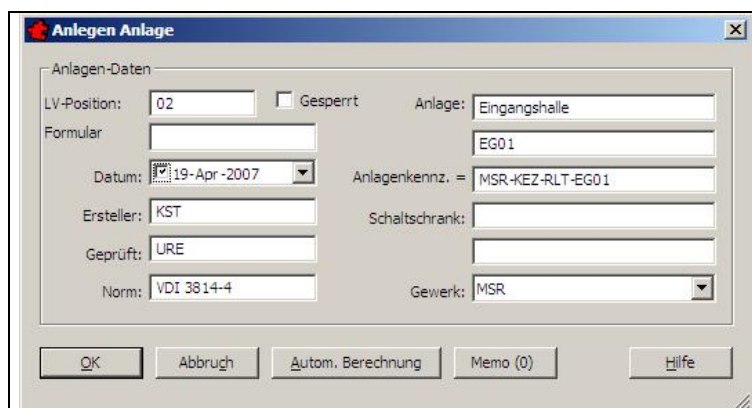 Anlegen Anlage
Anlagen-Daten
LV-Position: 02 Gesperrt Anlage: Eingangshalle
Formular EG01
Datum: 19-Apr-2007 Anlagenkennz. = MSR-KEZ-RLT-EG01
Ersteller: KST Schaltschrank:
Geprüft: URE
Norm: VDI 3814-4 Gewerk: MSR
OK Abbruch Autom. Berechnung Memo (0) Hilfe